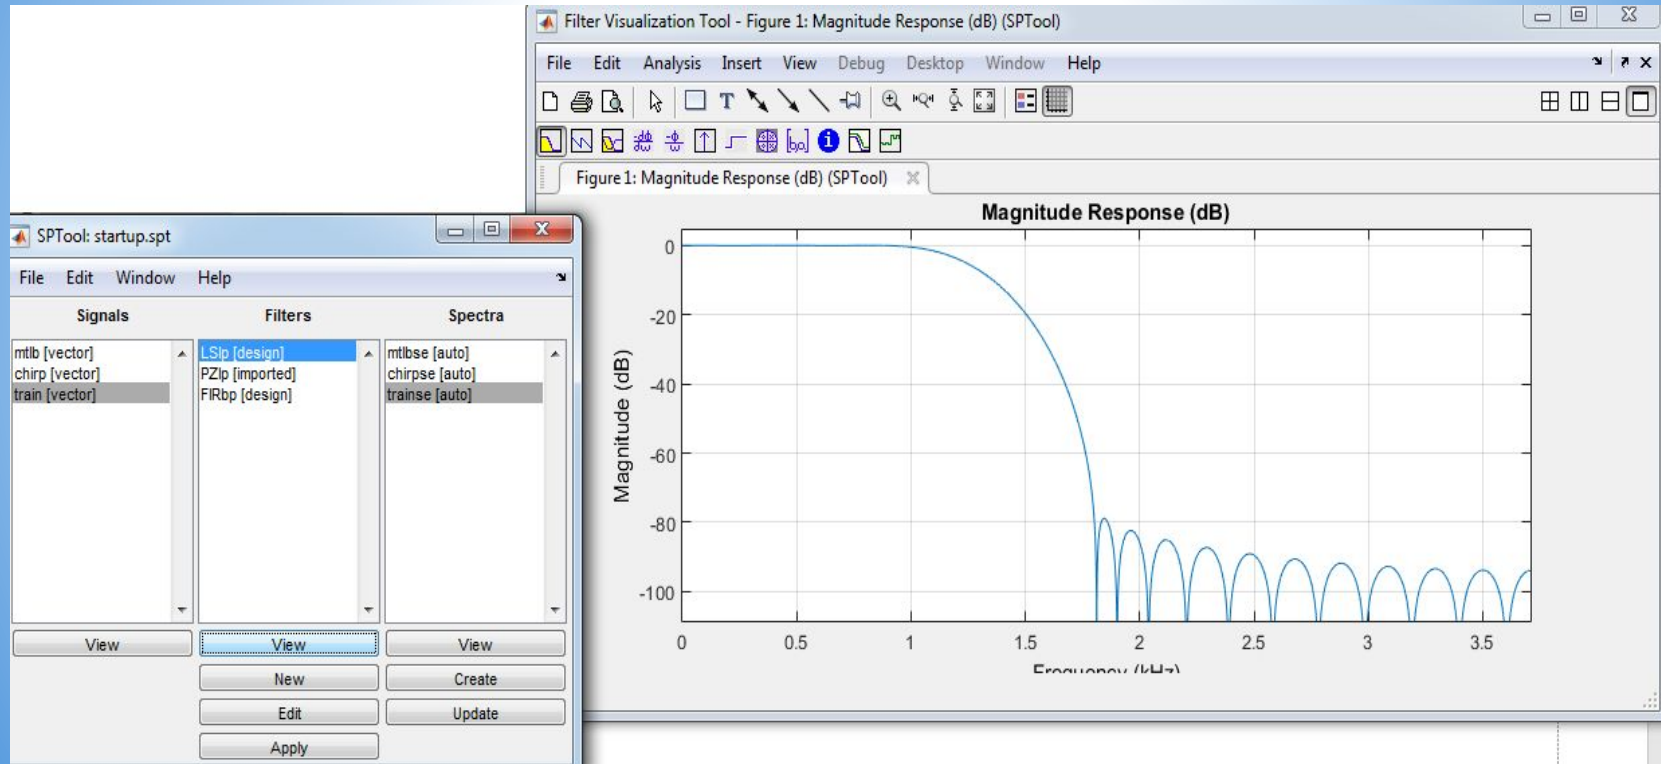 Filter Visualization Tool - Figure 1: Magnitude Response (dB) (SPTool)
File Edit Analysis Insert View Debug Desktop Window Help
Figure 1: Magnitude Response (dB) (SPTool)
Magnitude Response (dB)
0
-20
-40
-60
-80
-100
Magnitude (dB)
0 0.5 1 1.5 2 2.5 3 3.5
Frequency (kHz)
SPTool: startup.spt
File Edit Window Help
Signals Filters Spectra
mtlb [vector] LSlp [design] mtlbse [auto]
chirp [vector] PZlp [imported] chirpse [auto]
train [vector] FIRbp [design] trainse [auto]
View View View
New Create
Edit Update
Apply